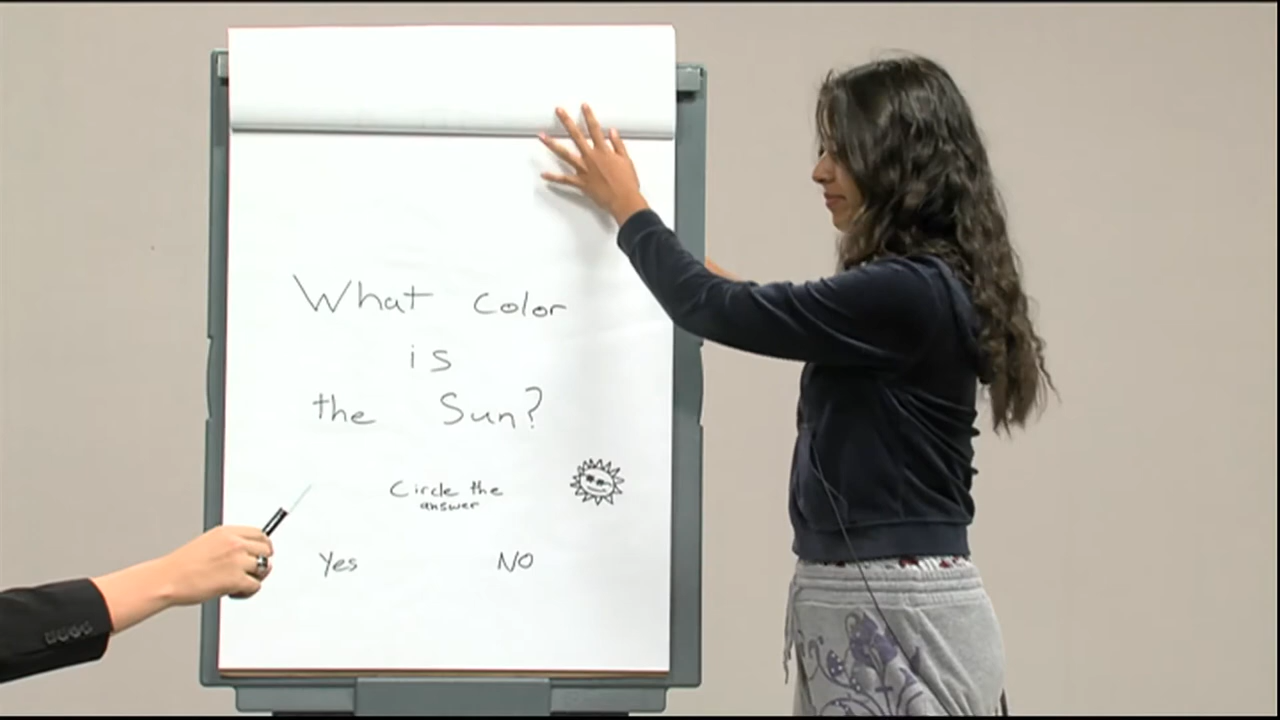 What color
is
the Sun?
Circle the
answer
Yes NO